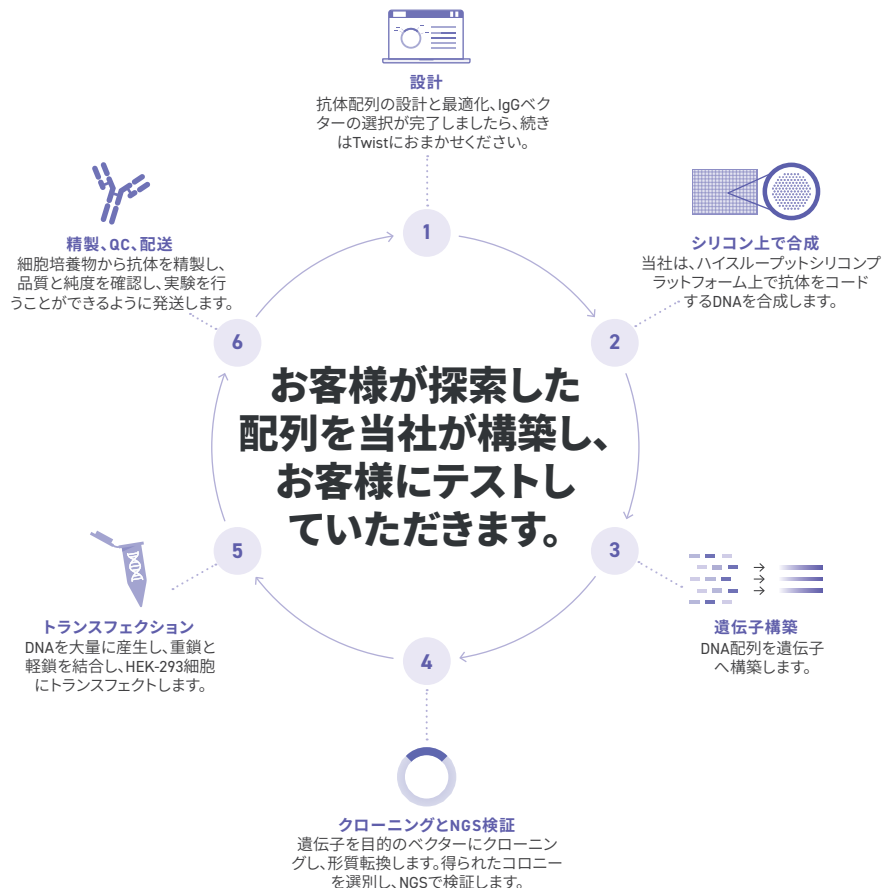 設計
抗体配列の設計と最適化、IgGベク
ターの選択が完了しましたら、続き
はTwistにおまかせください。
1
シリコン上で合成
当社は、ハイスループットシリコンプ
ラットフォーム上で抗体をコード
するDNAを合成します。
2
遺伝子構築
DNA配列を遺伝子
へ構築します。
3
クローニングとNGS検証
遺伝子を目的のベクターにクローニン
グし、形質転換します。得られたコロニー
を選別し、NGSで検証します。
4
トランスフェクション
DNAを大量に産生し、重鎖と
軽鎖を結合し、HEK-293細胞
にトランスフェクトします。
5
精製、QC、配送
細胞培養物から抗体を精製し、
品質と純度を確認し、実験を行
うことができるように発送します。
6
お客様が探索した
配列を当社が構築し、
お客様にテストし
ていただきます。